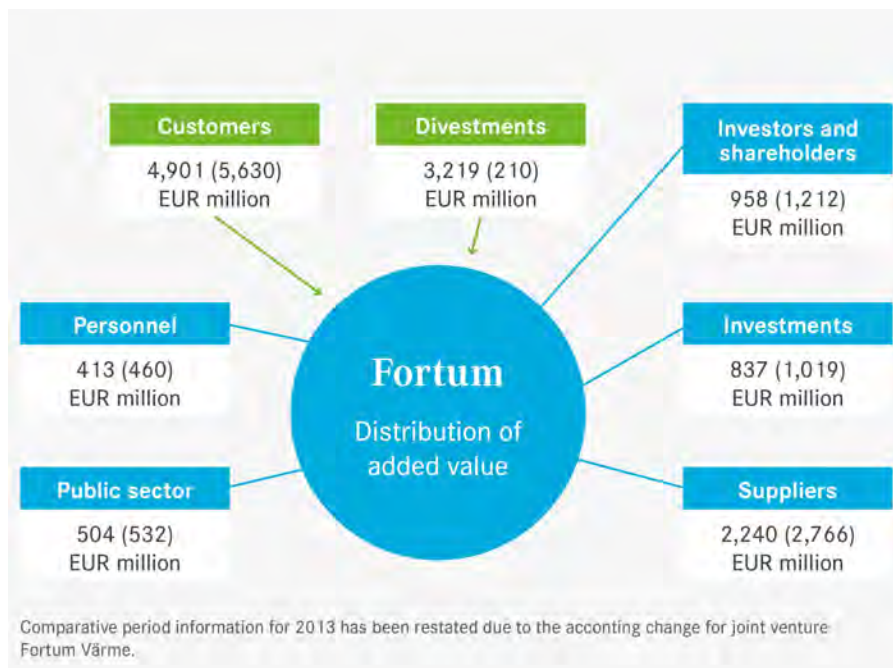 Customers
4,901 (5,630)
EUR million
Divestments
3,219 (210)
EUR million
Investors and
shareholders
958 (1,212)
EUR million
Personnel
413 (460)
EUR million
Fortum
Distribution of
added value
Investments
837 (1,019)
EUR million
Public sector
504 (532)
EUR million
Suppliers
2,240 (2,766)
EUR million
Comparative period information for 2013 has been restated due to the acconting change for joint venture
Fortum Värme.